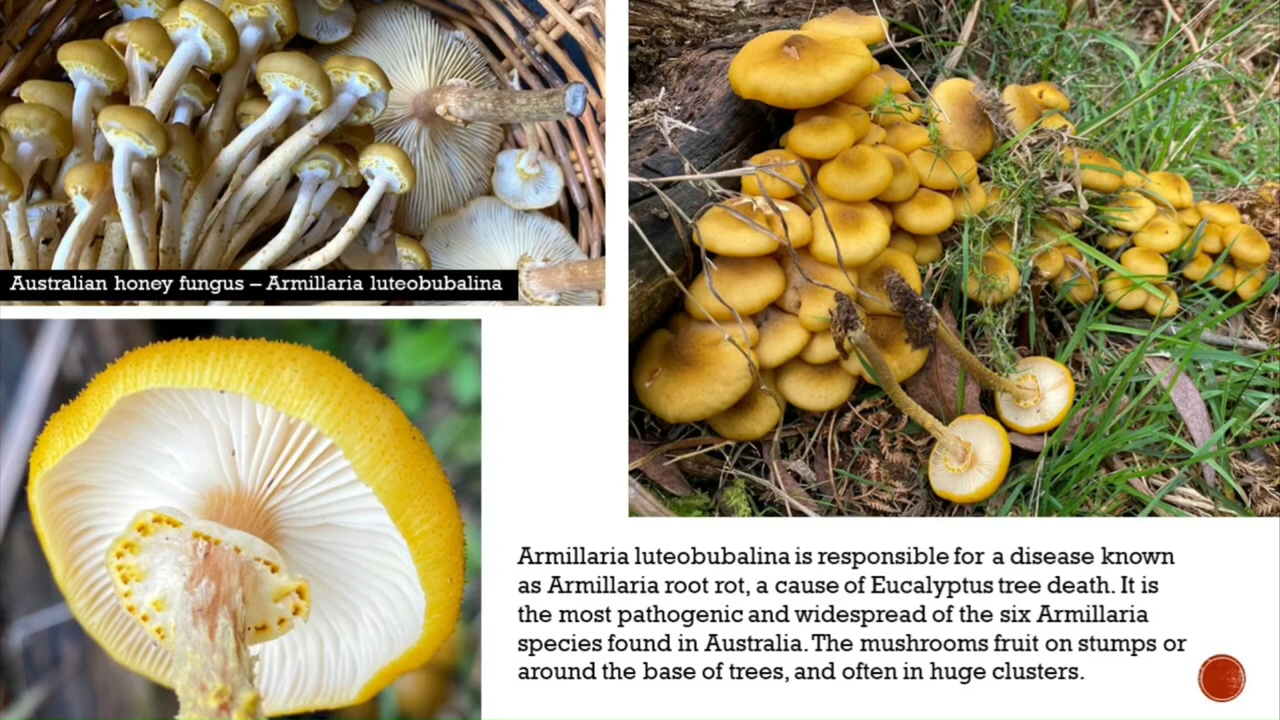 Australian honey fungus – Armillaria luteobubalina
Armillaria luteobubalina is responsible for a disease known
as Armillaria root rot, a cause of Eucalyptus tree death. It is
the most pathogenic and widespread of the six Armillaria
species found in Australia. The mushrooms fruit on stumps or
around the base of trees, and often in huge clusters.